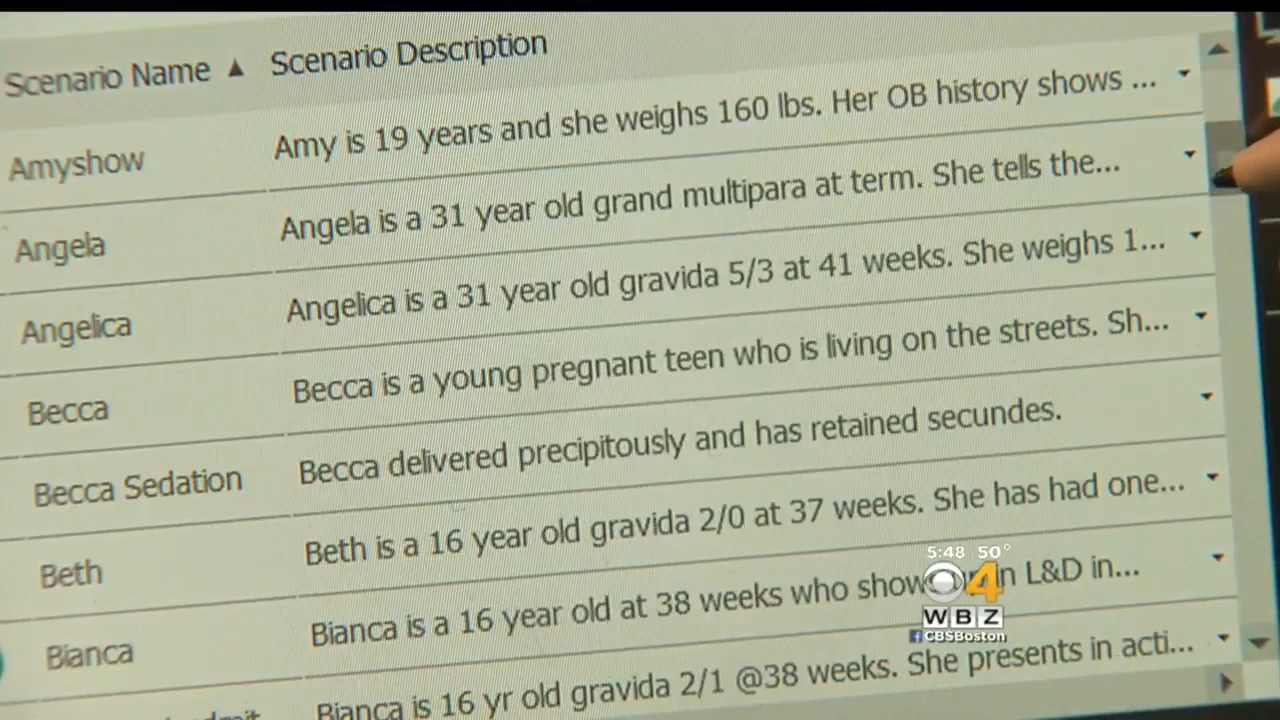 Scenario Name ▲ Scenario Description
Amyshow Amy is 19 years and she weighs 160 lbs. Her OB history shows ...
Angela Angela is a 31 year old grand multipara at term. She tells the...
Angelica Angelica is a 31 year old gravida 5/3 at 41 weeks. She weighs 1...
Becca Becca is a young pregnant teen who is living on the streets. Sh...
Becca Sedation Becca delivered precipitously and has retained secundes.
Beth Beth is a 16 year old gravida 2/0 at 37 weeks. She has had one...
Bianca Bianca is a 16 year old at 38 weeks who show in L&D in...
Bianca is 16 yr old gravida 2/1 @38 weeks. She presents in acti...
5:48 50°
4
WBZ
CBSBoston